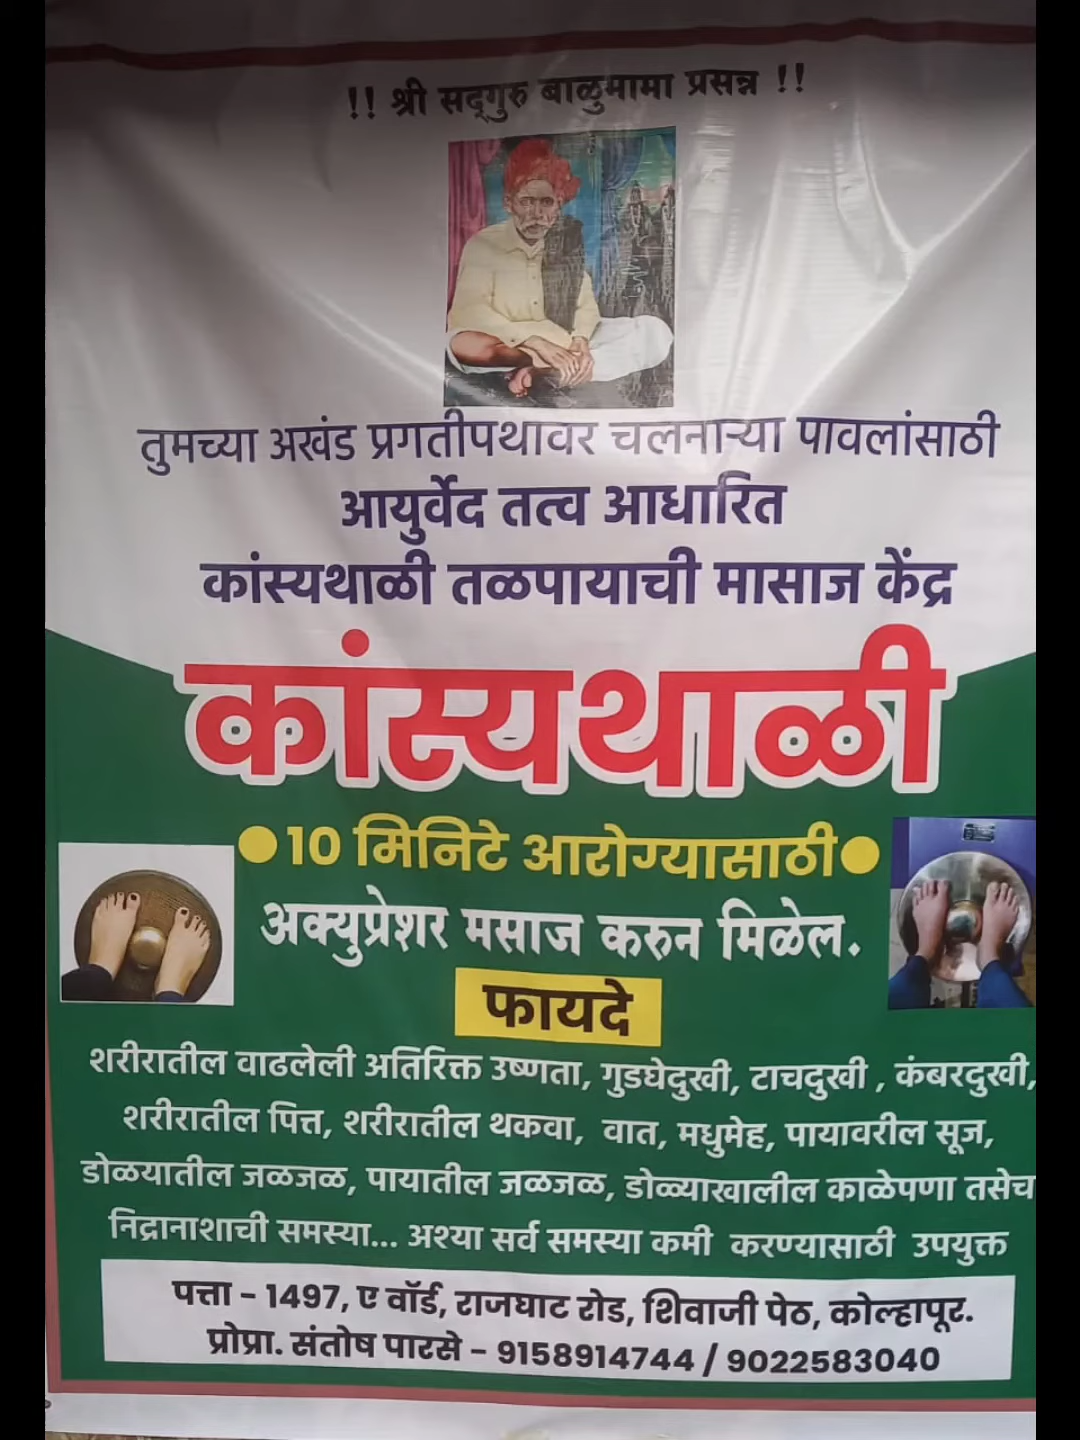 !! श्री सद्‌गुरु बाळुमामा प्रसन्न !!
तुमच्या अखंड प्रगतीपथावर चलनाऱ्या पावलांसाठी
आयुर्वेद तत्व आधारित
कांस्यथाळी तळपायाची मासाज केंद्र
कांस्यथाळी
10 मिनिटे आरोग्यासाठी
अक्युप्रेशर मसाज करुन मिळेल.
फायदे
शरीरातील वाढलेली अतिरिक्त उष्णता, गुडघेदुखी, टाचदुखी , कंबरदुखी,
शरीरातील पित्त, शरीरातील थकवा, वात, मधुमेह, पायावरील सूज,
डोळयातील जळजळ, पायातील जळजळ, डोळ्याखालील काळेपणा तसेच
निद्रानाशाची समस्या... अश्या सर्व समस्या कमी करण्यासाठी उपयुक्त
पत्ता - 1497, ए वॉर्ड, राजघाट रोड, शिवाजी पेठ, कोल्हापूर.
प्रोप्रा. संतोष पारसे - 9158914744 / 9022583040